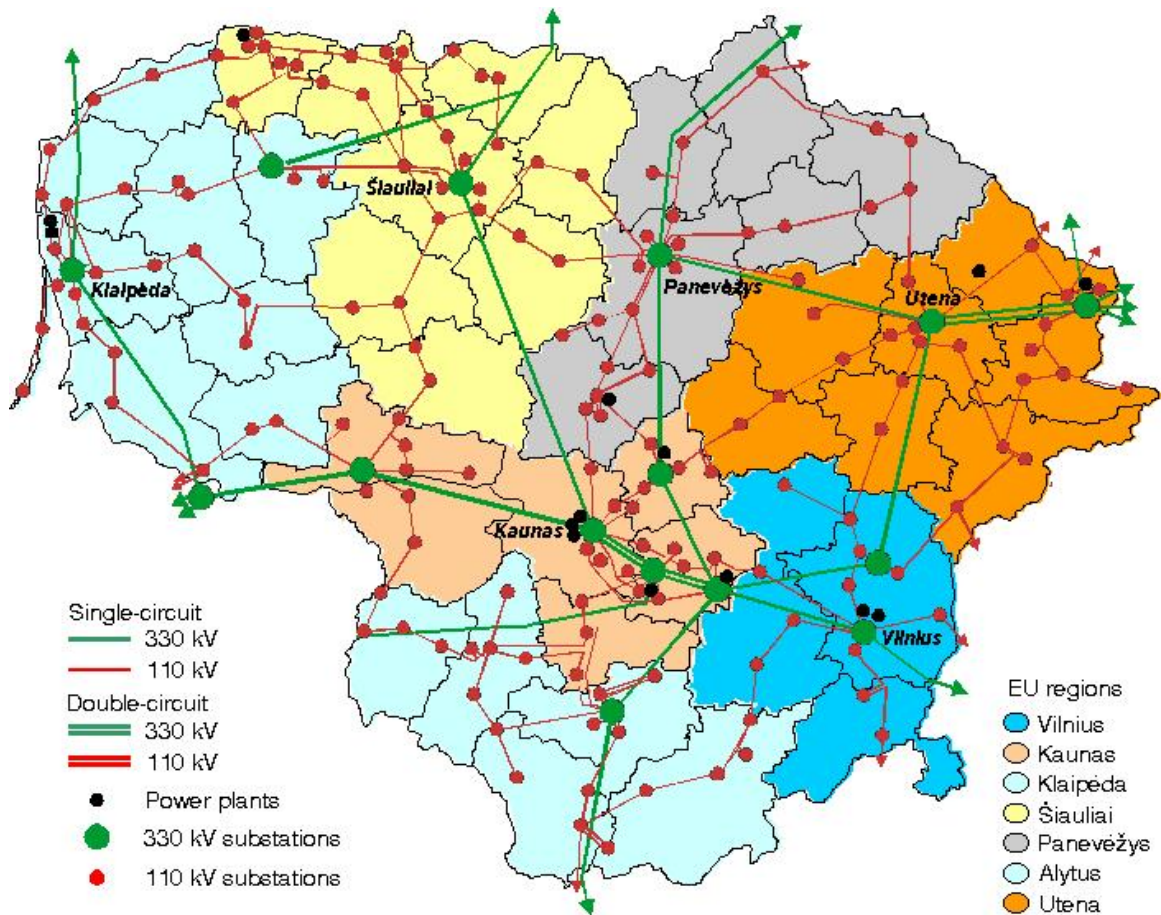 Šiauliai
Klaipėda
Panevėžys
Utena
Kaunas
Vilnius
Single-circuit
330 kV
110 kV
Double-circuit
330 kV
110 kV
Power plants
330 kV substations
110 kV substations
EU regions
Vilnius
Kaunas
Klaipėda
Šiauliai
Panevėžys
Alytus
Utena